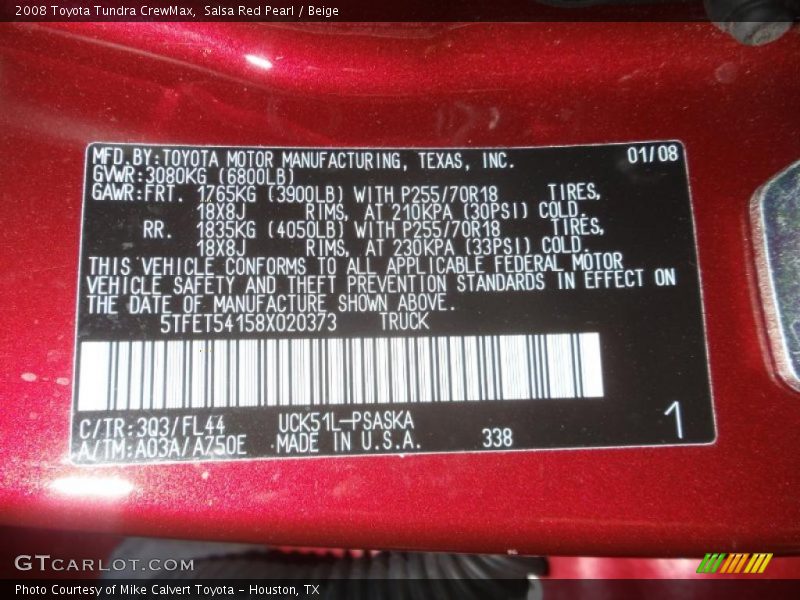 2008 Toyota Tundra CrewMax, Salsa Red Pearl / Beige
MFD.BY:TOYOTA MOTOR MANUFACTURING, TEXAS, INC. 01/08
GVWR:3080KG (6800LB)
GAWR:FRT. 1765KG (3900LB) WITH P255/70R18 TIRES,
18X8J RIMS, AT 210KPA (30PSI) COLD.
RR. 1835KG (4050LB) WITH P255/70R18 TIRES,
18X8J RIMS, AT 230KPA (33PSI) COLD.
THIS VEHICLE CONFORMS TO ALL APPLICABLE FEDERAL MOTOR
VEHICLE SAFETY AND THEFT PREVENTION STANDARDS IN EFFECT ON
THE DATE OF MANUFACTURE SHOWN ABOVE.
5TFET54158X020373 TRUCK
C/TR:3Q3/FL44 UCK51L-PSASKA
A/TM:A03A/A750E MADE IN U.S.A. 338 1
GTCARLOT.COM
Photo Courtesy of Mike Calvert Toyota - Houston, TX